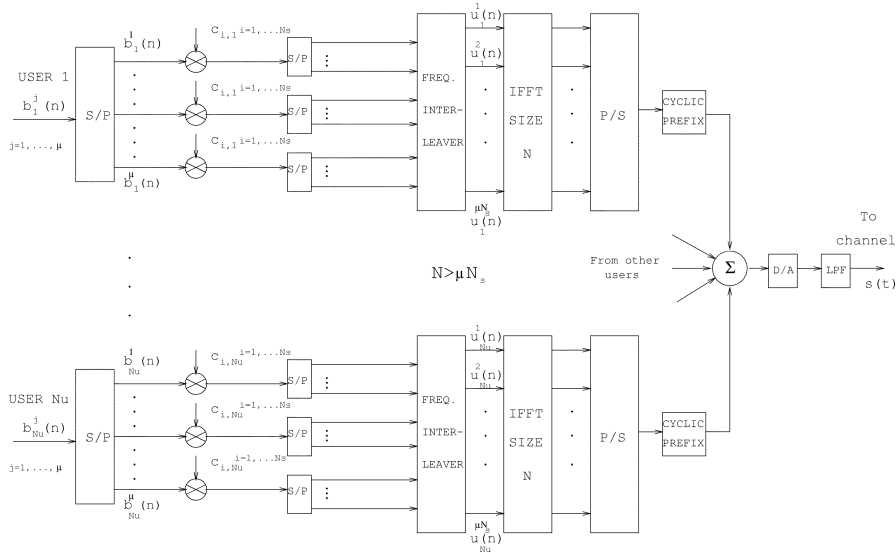 USER 1
b_1^j(n)
j=1,...,μ
S/P
b_1^1(n)
b_1^μ(n)
C_{i,1} i=1,...Ns
C_{i,1} i=1,...Ns
C_{i,1} i=1,...Ns
S/P
S/P
S/P
FREQ.
INTER-
LEAVER
u_1^1(n)
u_1^2(n)
u_1^{μN_s}(n)
IFFT
SIZE
N
P/S
CYCLIC
PREFIX
N>μN_s
From other
users
Σ
D/A
LPF
To
channel
s(t)
USER Nu
b_{Nu}^j(n)
j=1,...,μ
S/P
b_{Nu}^1(n)
b_{Nu}^μ(n)
C_{i,Nu} i=1,...Ns
C_{i,Nu} i=1,...Ns
C_{i,Nu} i=1,...Ns
S/P
S/P
S/P
FREQ.
INTER-
LEAVER
u_{Nu}^1(n)
u_{Nu}^2(n)
u_{Nu}^{μN_s}(n)
IFFT
SIZE
N
P/S
CYCLIC
PREFIX